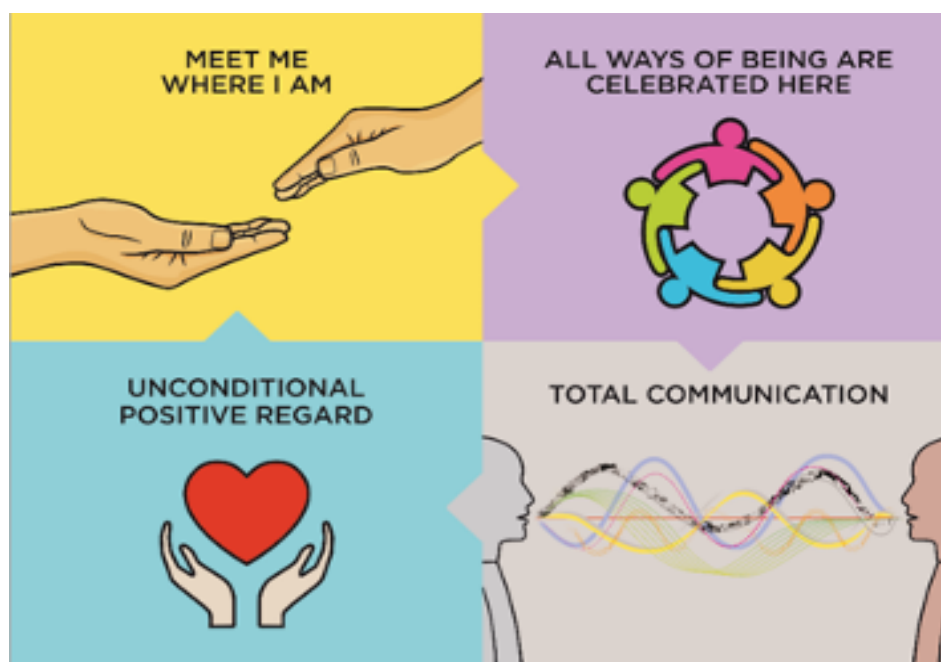 MEET ME
WHERE I AM
ALL WAYS OF BEING ARE
CELEBRATED HERE
UNCONDITIONAL
POSITIVE REGARD
TOTAL COMMUNICATION